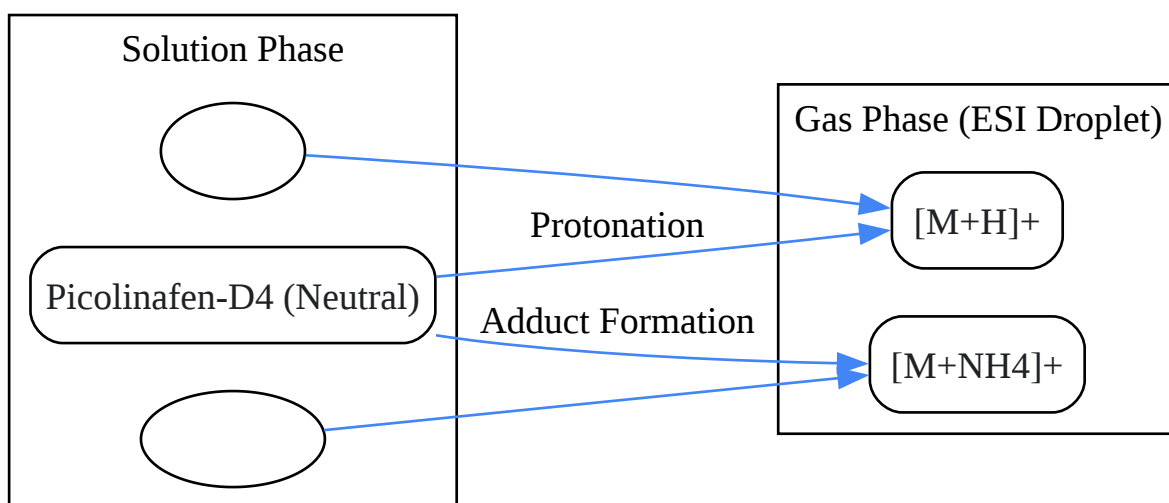 Solution Phase
Gas Phase (ESI Droplet)
[M+H]+
Protonation
Picolinafen-D4 (Neutral)
Adduct Formation
[M+NH4]+